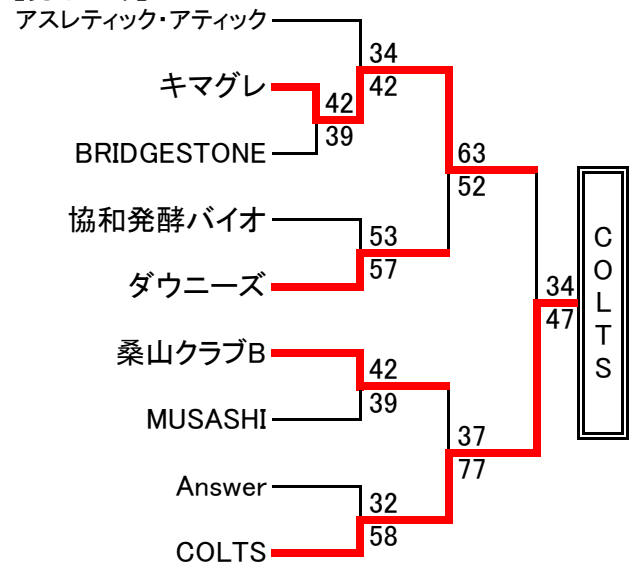 アスレティック・アティック
34
キマグレ
42
42
39
BRIDGESTONE
63
52
協和発酵バイオ
53
57
ダウニーズ
34
47
COLTS
桑山クラブB
42
39
MUSASHI
37
77
Answer
32
58
COLTS